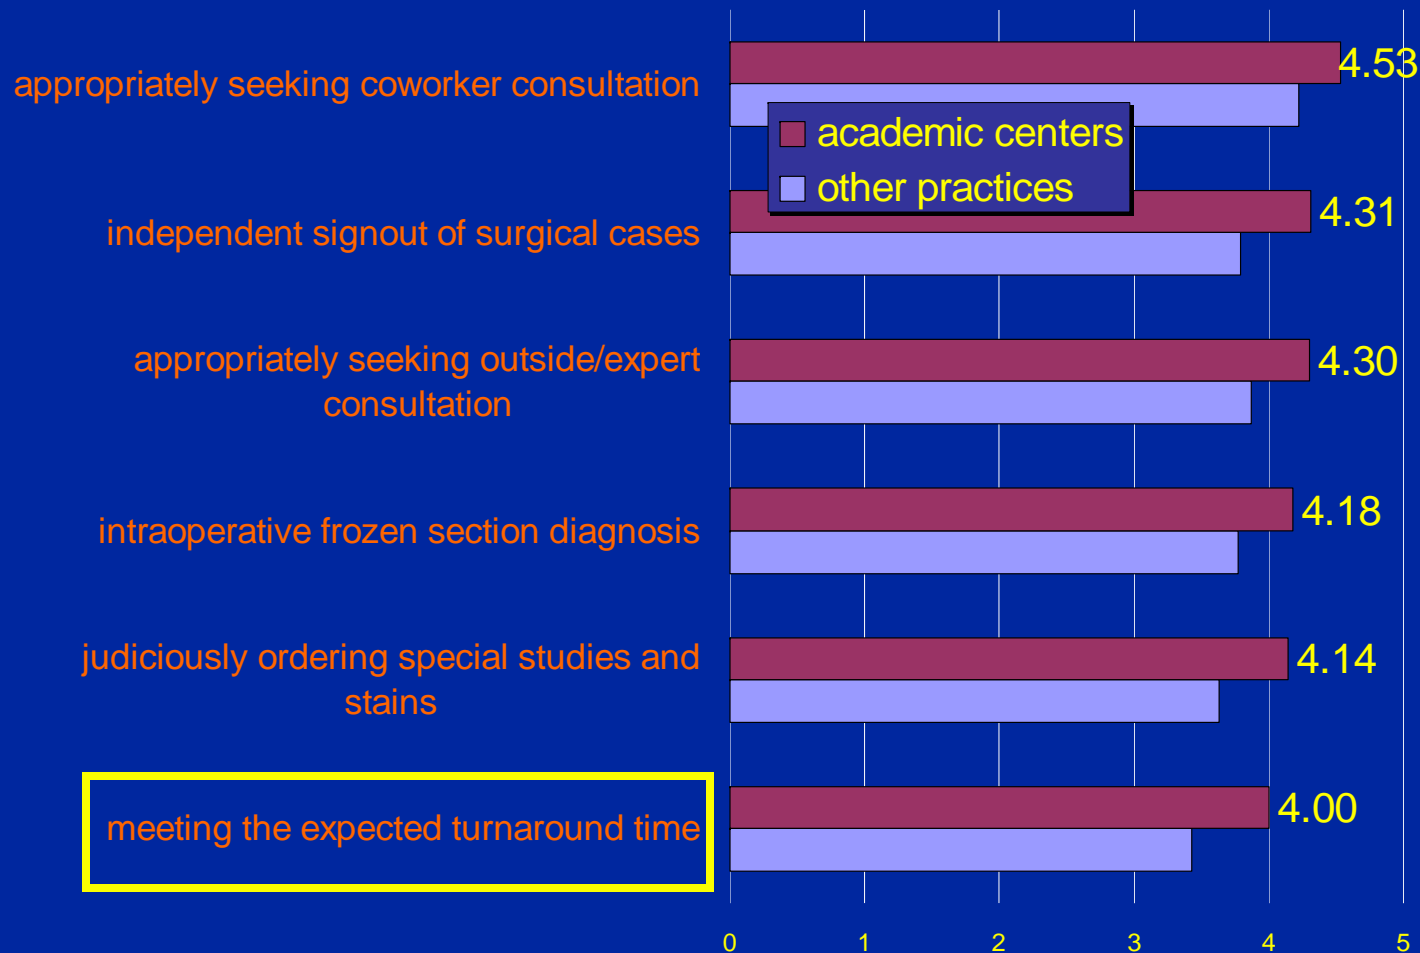 appropriately seeking coworker consultation
4.53
academic centers
other practices
independent signout of surgical cases
4.31
appropriately seeking outside/expert
consultation
4.30
intraoperative frozen section diagnosis
4.18
judiciously ordering special studies and
stains
4.14
meeting the expected turnaround time
4.00
0 1 2 3 4 5